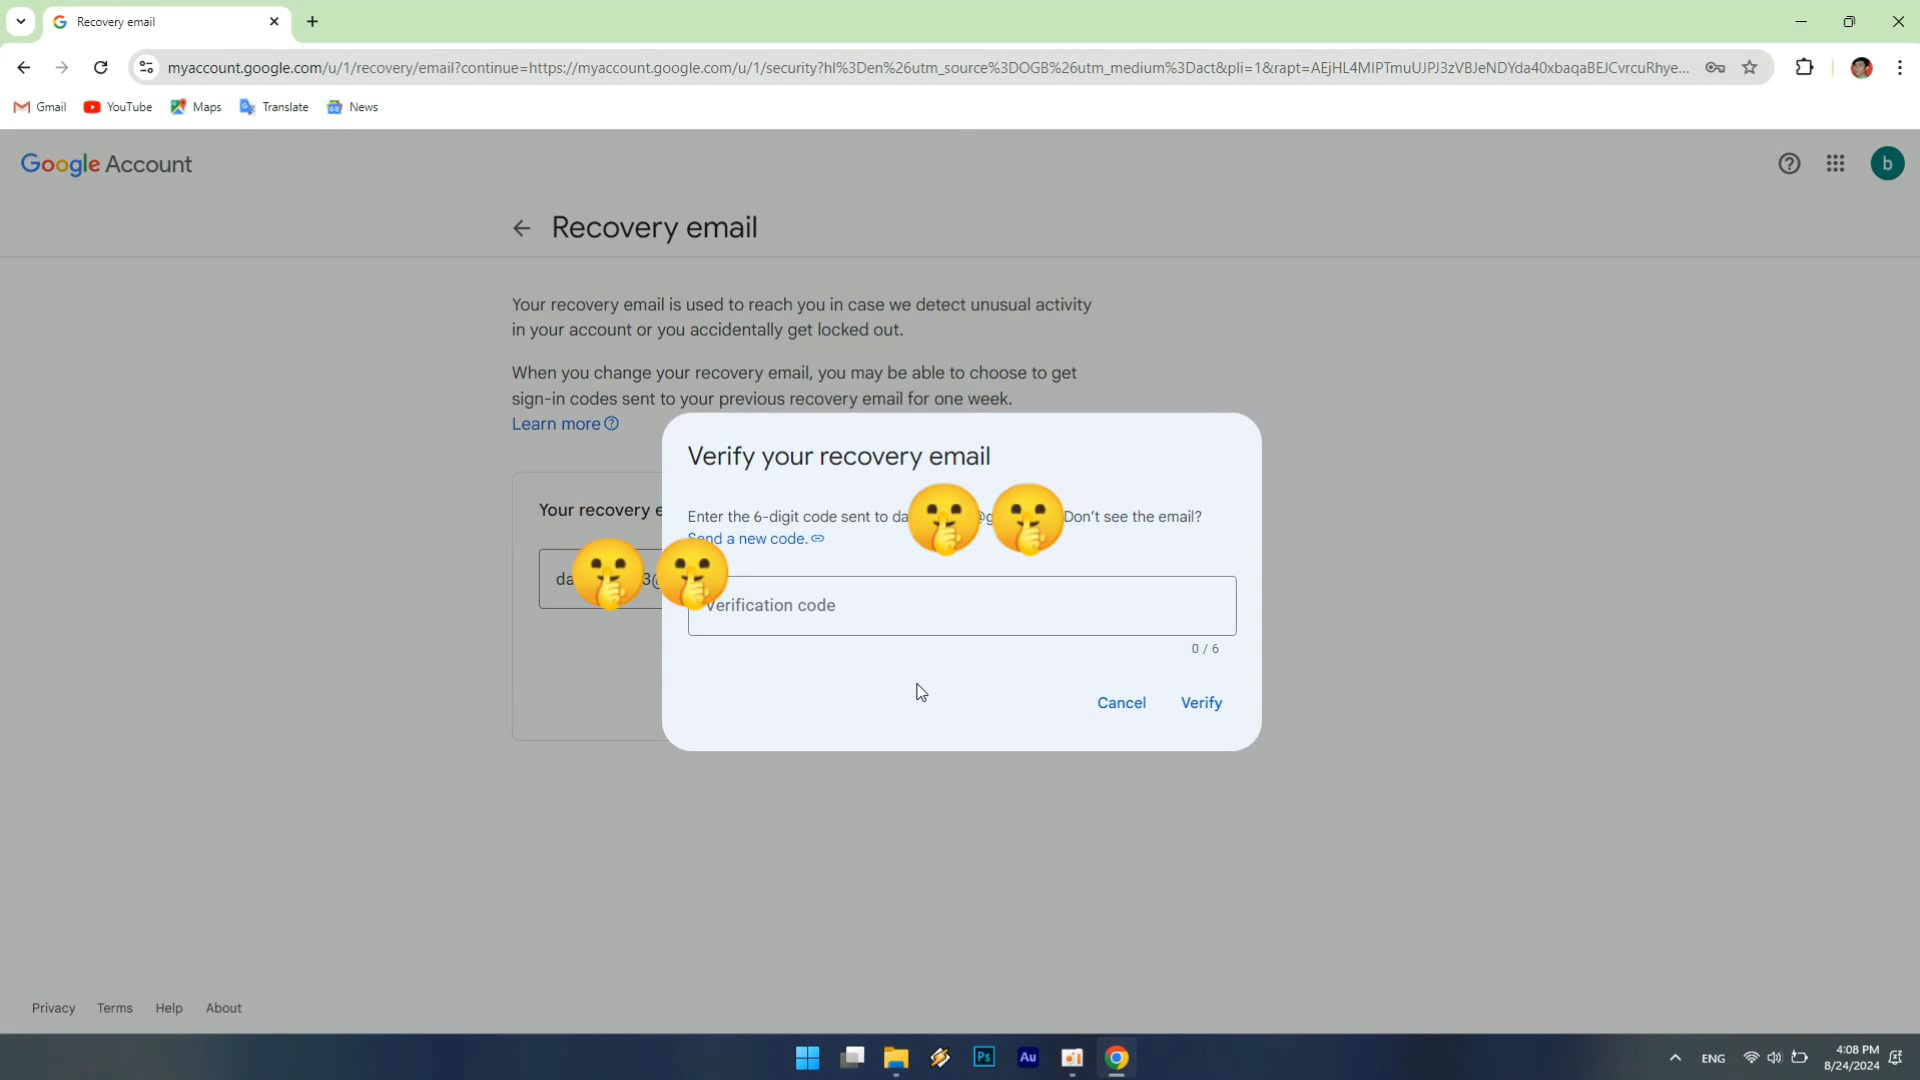 Recovery email
myaccount.google.com/u/1/recovery/email?continue=https://myaccount.google.com/u/1/security?hl%3Den%26utm_source%3DOGB%26utm_medium%3Dact&pli=1&rapt=AEjHL4MIPTmuUJPJ3zVBJeNDYda40xbaqaBEJCvrcuRhye...
Gmail YouTube Maps Translate News
Google Account
b
Recovery email
Your recovery email is used to reach you in case we detect unusual activity
in your account or you accidentally get locked out.
When you change your recovery email, you may be able to choose to get
sign-in codes sent to your previous recovery email for one week.
Learn more
Verify your recovery email
Your recovery e
Enter the 6-digit code sent to da @g Don't see the email?
Send a new code.
da 3@
Verification code
0 / 6
Cancel Verify
Privacy Terms Help About
Ps Au
ENG
4:08 PM
8/24/2024